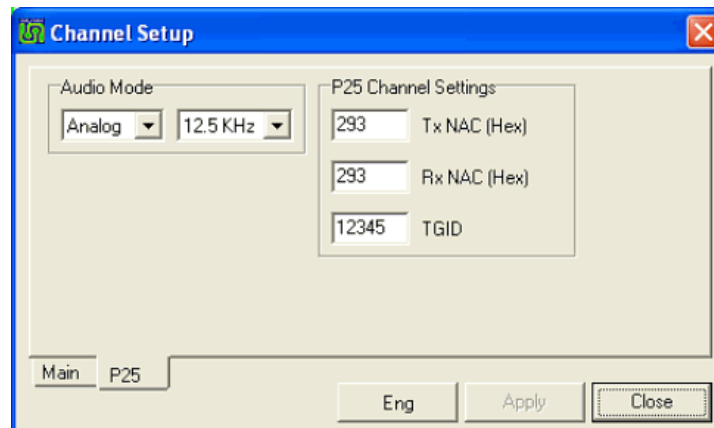 Channel Setup
Audio Mode
Analog
12.5 KHz
P25 Channel Settings
293
Tx NAC (Hex)
293
Rx NAC (Hex)
12345
TGID
Main
P25
Eng
Apply
Close